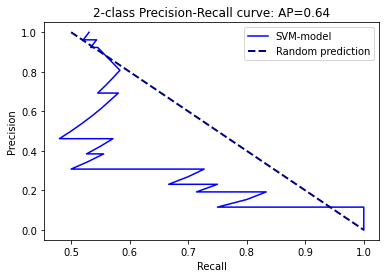 2-class Precision-Recall curve: AP=0.64
SVM-model
Random prediction
Precision
1.0
0.8
0.6
0.4
0.2
0.0
0.5
0.6
0.7
0.8
0.9
1.0
Recall